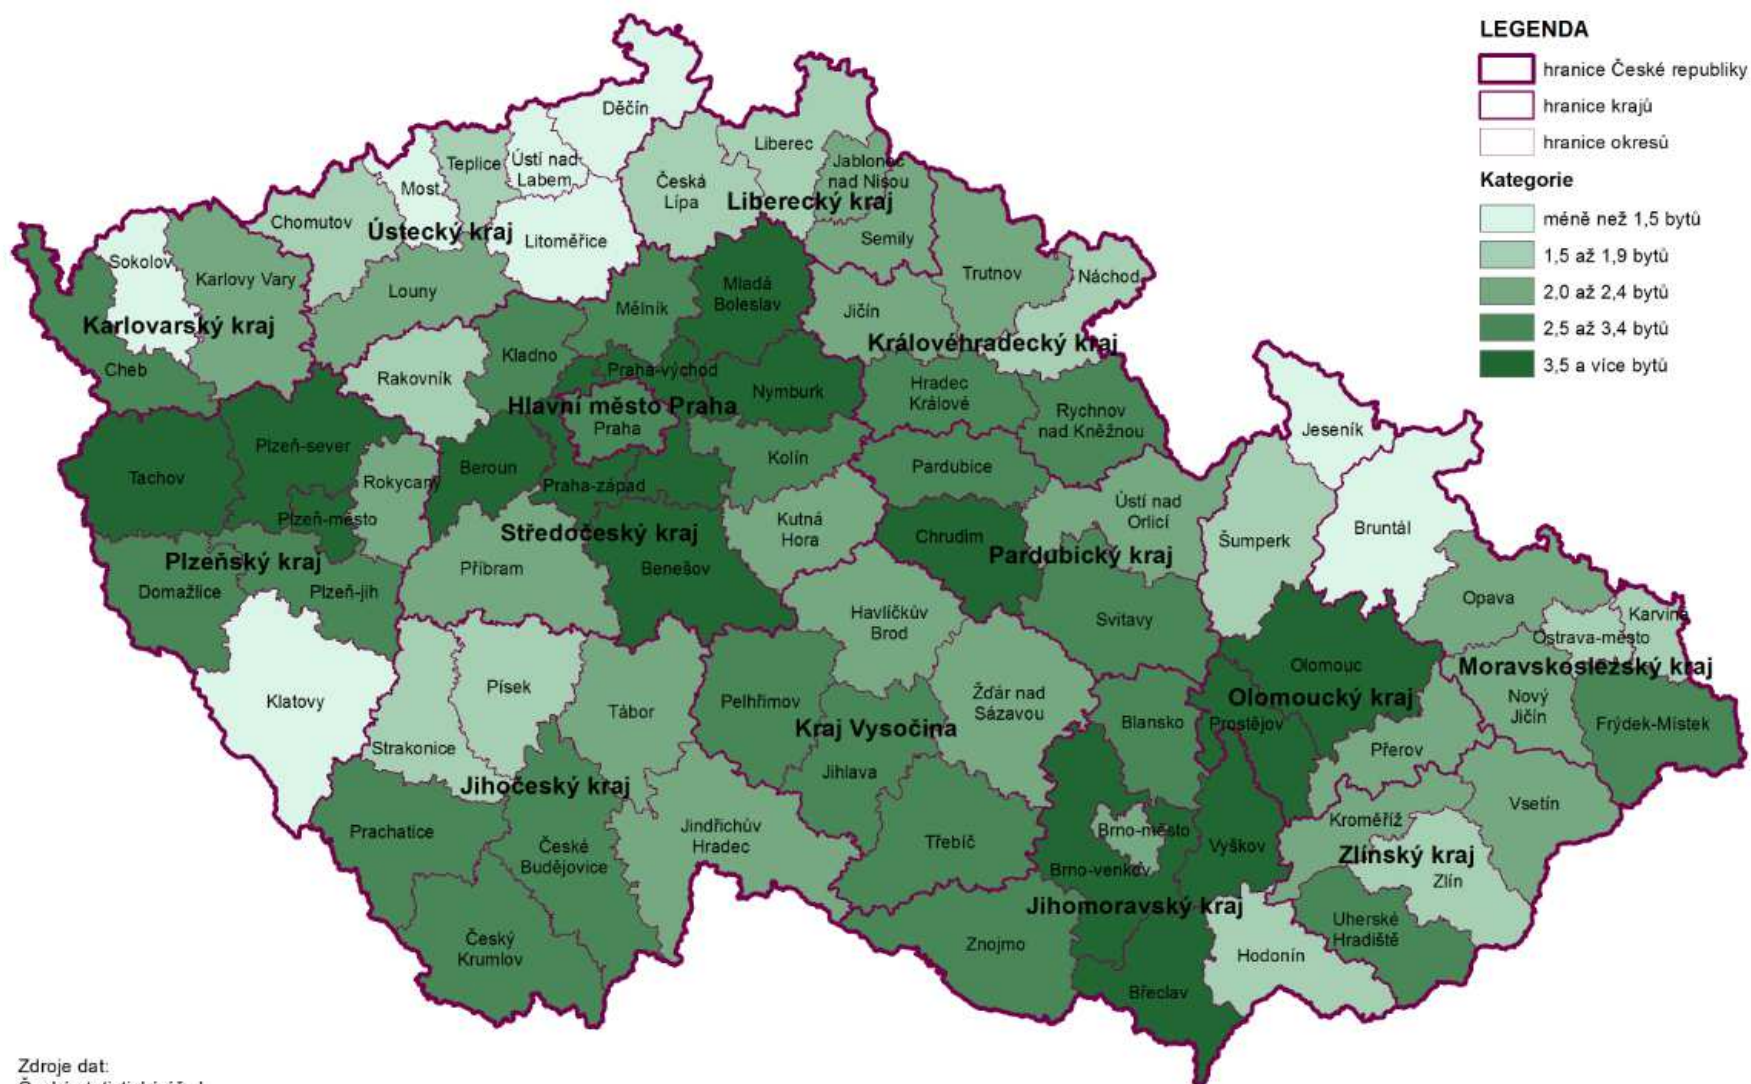 LEGENDA
hranice České republiky
hranice krajů
hranice okresů
Kategorie
méně než 1,5 bytů
1,5 až 1,9 bytů
2,0 až 2,4 bytů
2,5 až 3,4 bytů
3,5 a více bytů
Děčín
Liberec
Teplice
Ústí nad
Labem
Jablonec
nad Nisou
Most
Česká
Lípa
Liberecký kraj
Chomutov
Ústecký kraj
Litoměřice
Semily
Sokolov
Karlovy Vary
Louny
Trutnov
Náchod
Mladá
Boleslav
Mělník
Jičín
Karlovarský kraj
Královéhradecký kraj
Cheb
Kladno
Rakovník
Praha-východ
Nymburk
Hradec
Králové
Hlavní město Praha
Praha
Rychnov
nad Kněžnou
Jeseník
Plzeň-sever
Tachov
Rokycany
Beroun
Praha-západ
Kolín
Pardubice
Plzeň-město
Středočeský kraj
Kutná
Hora
Chrudim
Ústí nad
Orlicí
Pardubický kraj
Šumperk
Bruntál
Plzeňský kraj
Domažlice
Plzeň-jih
Příbram
Benešov
Havlíčkův
Brod
Svitavy
Opava
Karviná
Ostrava-město
Moravskoslezský kraj
Olomouc
Olomoucký kraj
Klatovy
Písek
Tábor
Pelhřimov
Žďár nad
Sázavou
Kraj Vysočina
Blansko
Prostějov
Nový
Jičín
Frýdek-Místek
Strakonice
Přerov
Jihočeský kraj
Jihlava
Vsetín
Prachatice
České
Budějovice
Jindřichův
Hradec
Třebíč
Brno-město
Vyškov
Kroměříž
Zlínský kraj
Zlín
Brno-venkov
Jihomoravský kraj
Uherské
Hradiště
Český
Krumlov
Znojmo
Hodonín
Břeclav
Zdroje dat: